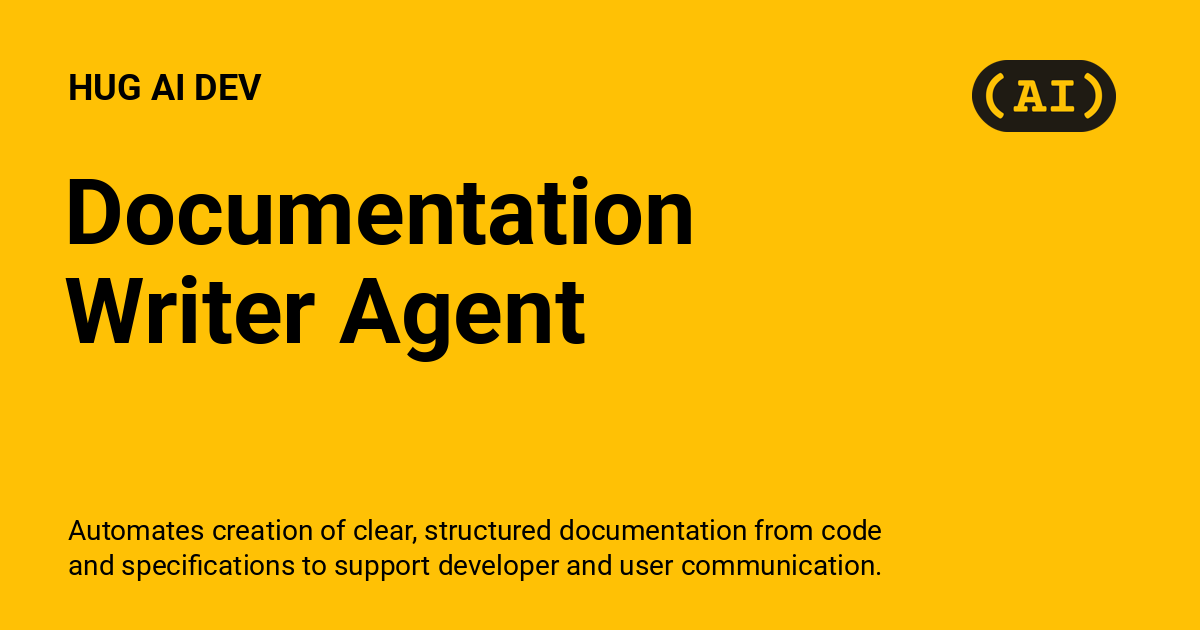 HUG AI DEV
(AI)
Documentation
Writer Agent
Automates creation of clear, structured documentation from code
and specifications to support developer and user communication.